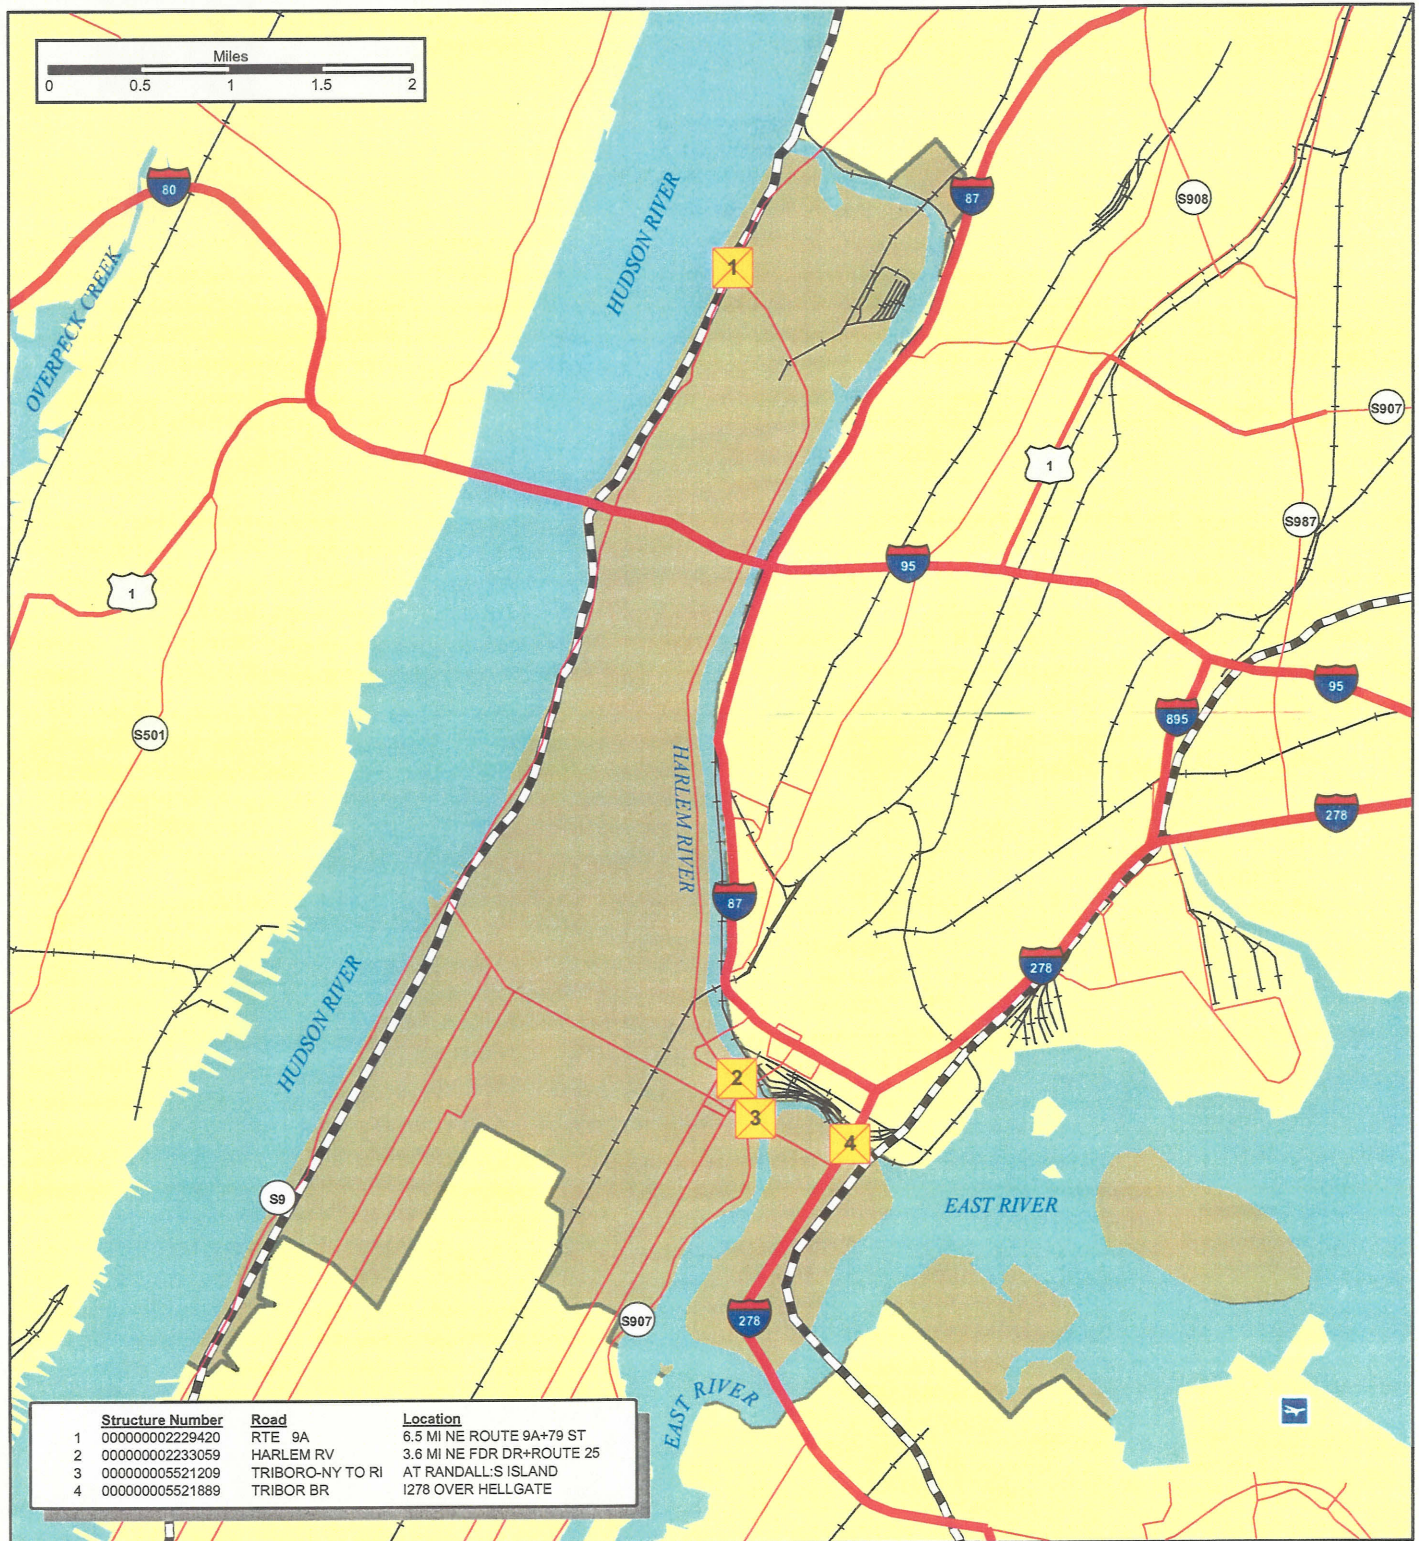 Miles
0 0.5 1 1.5 2
80
HUDSON RIVER
87
S908
1
OVERPECK CREEK
S907
1
S987
95
1
95
895
S501
HARLEM RIVER
278
87
278
HUDSON RIVER
2
3
4
S9
EAST RIVER
S907
278
EAST RIVER
Structure Number Road Location
1 000000002229420 RTE 9A 6.5 MI NE ROUTE 9A+79 ST
2 000000002233059 HARLEM RV 3.6 MI NE FDR DR+ROUTE 25
3 000000005521209 TRIBORO-NY TO RI AT RANDALL:S ISLAND
4 000000005521889 TRIBOR BR I278 OVER HELLGATE